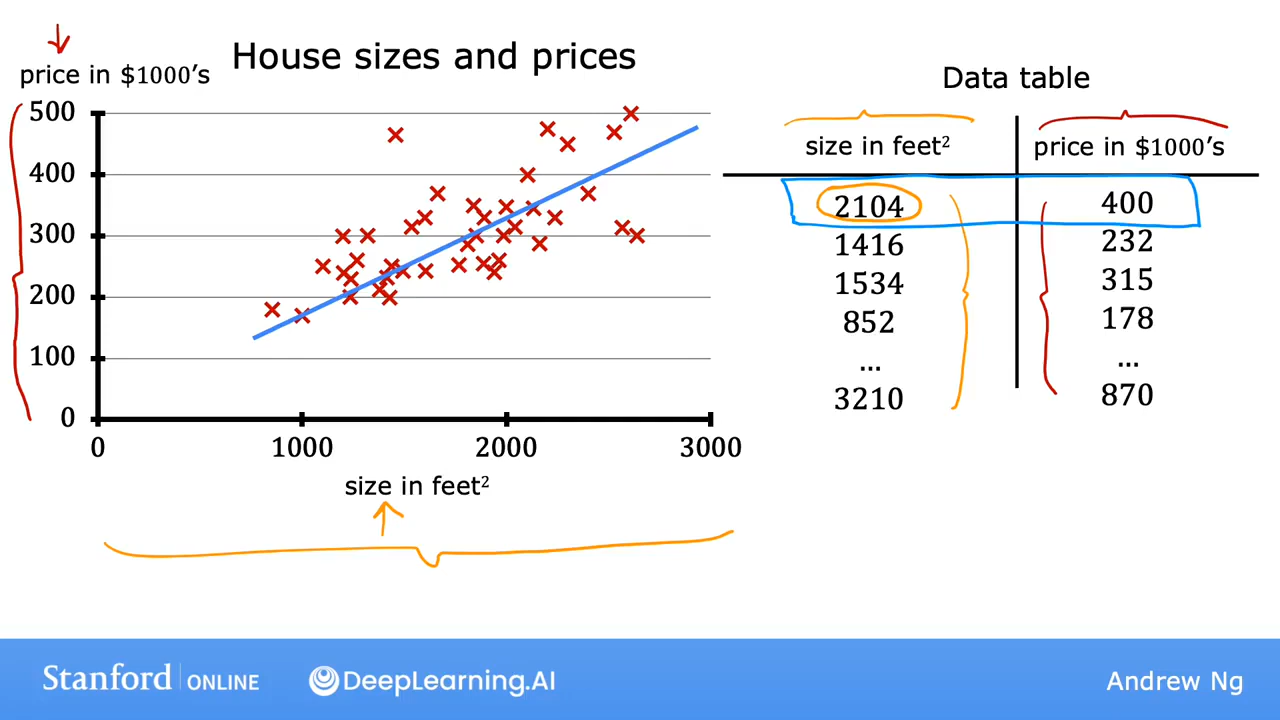 House sizes and prices
price in $1000's
500
400
300
200
100
0
0 1000 2000 3000
size in feet²
Data table
size in feet² price in $1000's
2104 400
1416 232
1534 315
852 178
... ...
3210 870
Stanford ONLINE DeepLearning.AI Andrew Ng